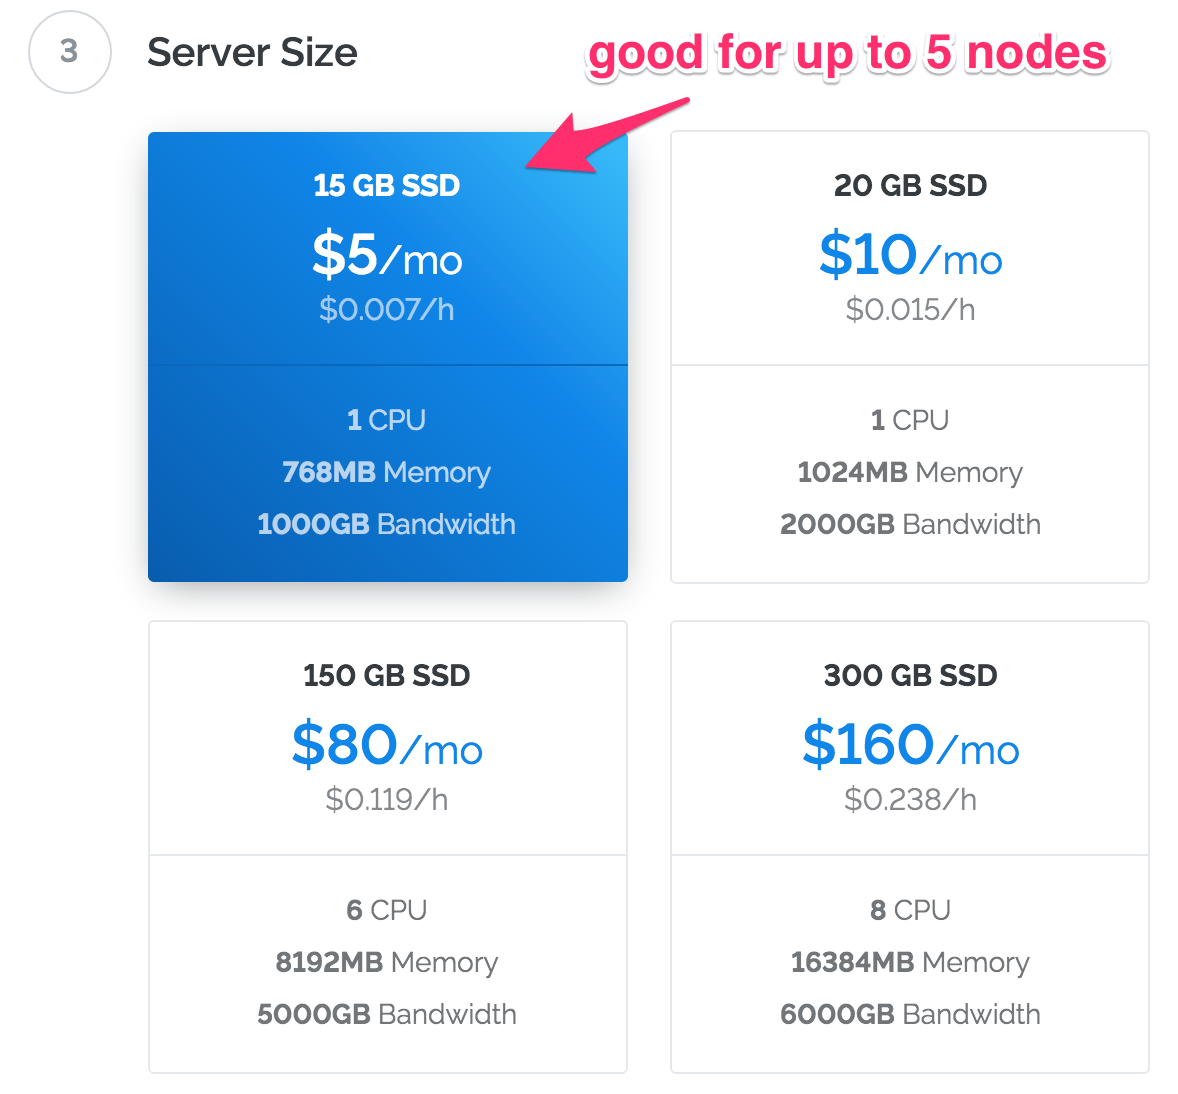 3
Server Size
good for up to 5 nodes
15 GB SSD
$5/mo
$0.007/h
1 CPU
768MB Memory
1000GB Bandwidth
20 GB SSD
$10/mo
$0.015/h
1 CPU
1024MB Memory
2000GB Bandwidth
150 GB SSD
$80/mo
$0.119/h
6 CPU
8192MB Memory
5000GB Bandwidth
300 GB SSD
$160/mo
$0.238/h
8 CPU
16384MB Memory
6000GB Bandwidth